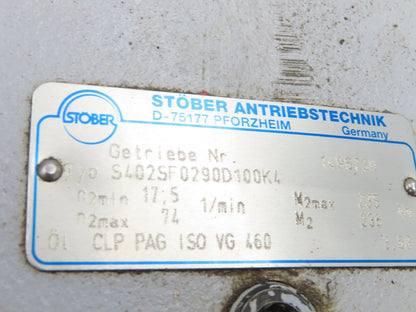 STÖBER ANTRIEBSTECHNIK
STÖBER
D-75177 PFORZHEIM
Germany
Getriebe Nr.
Typ S402SF0290D100K4
n2min 17,5 1/min M2max
n2max 74 M2
Öl CLP PAG ISO VG 460